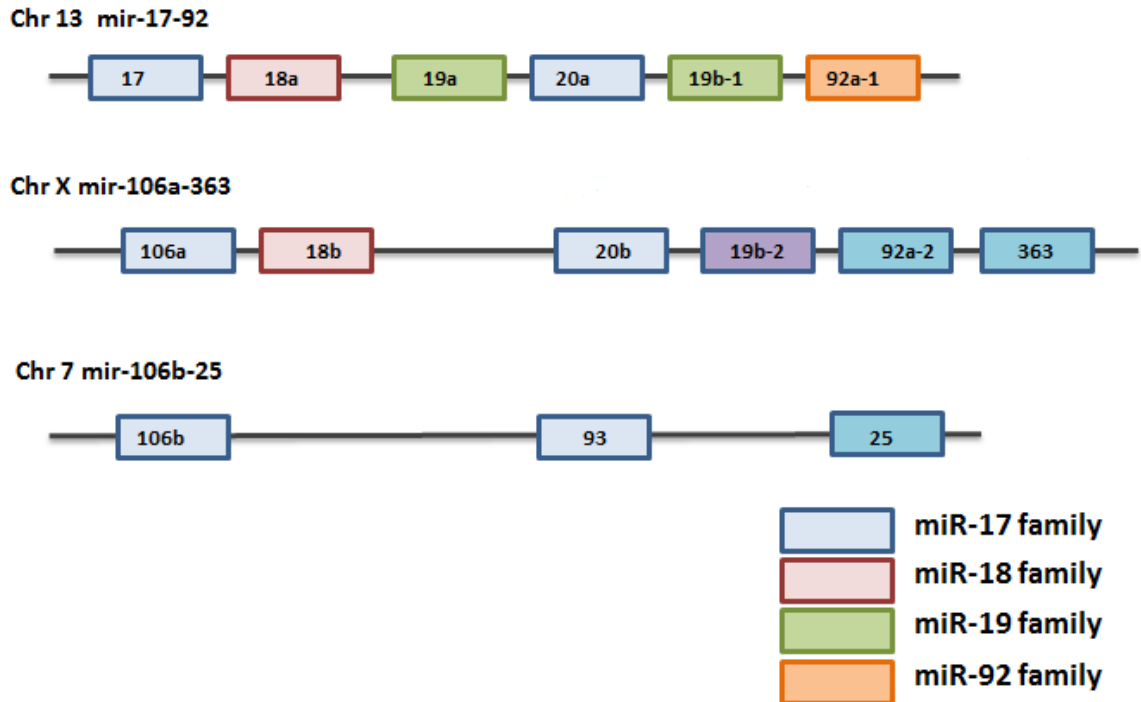 Chr 13 mir-17-92
17 18a 19a 20a 19b-1 92a-1
Chr X mir-106a-363
106a 18b 20b 19b-2 92a-2 363
Chr 7 mir-106b-25
106b 93 25
miR-17 family
miR-18 family
miR-19 family
miR-92 family